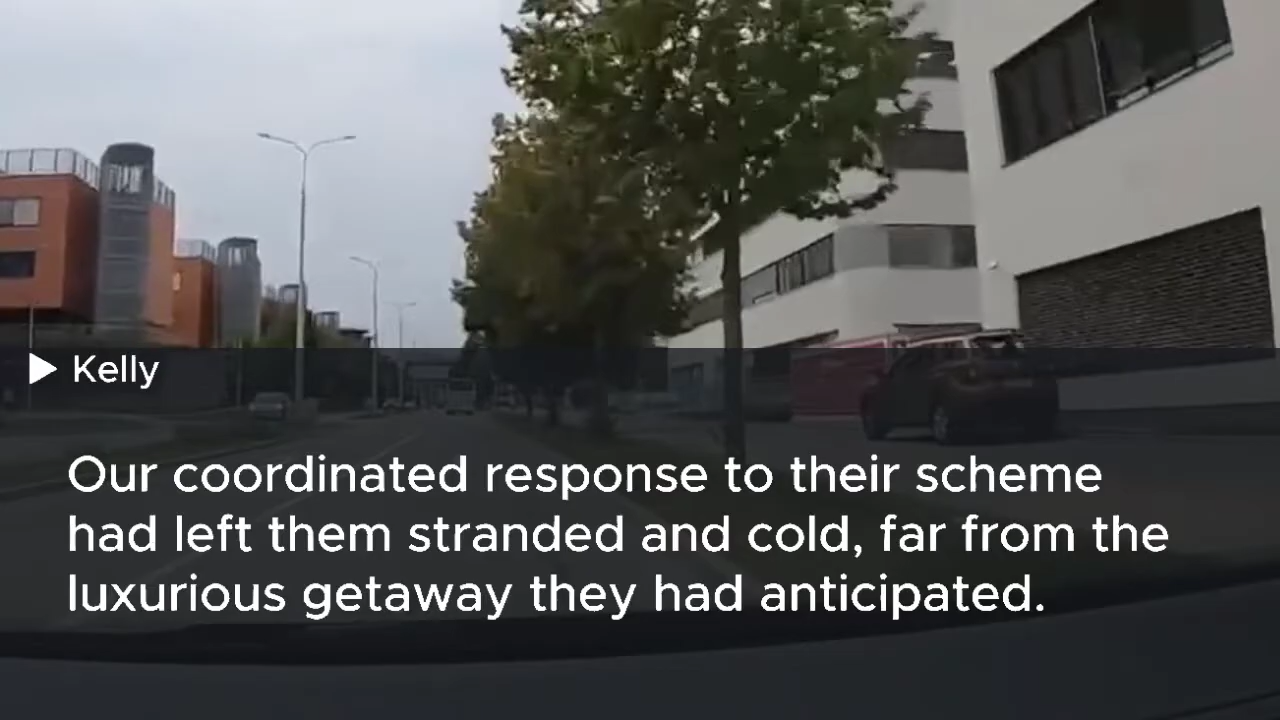 Kelly
Our coordinated response to their scheme
had left them stranded and cold, far from the
luxurious getaway they had anticipated.